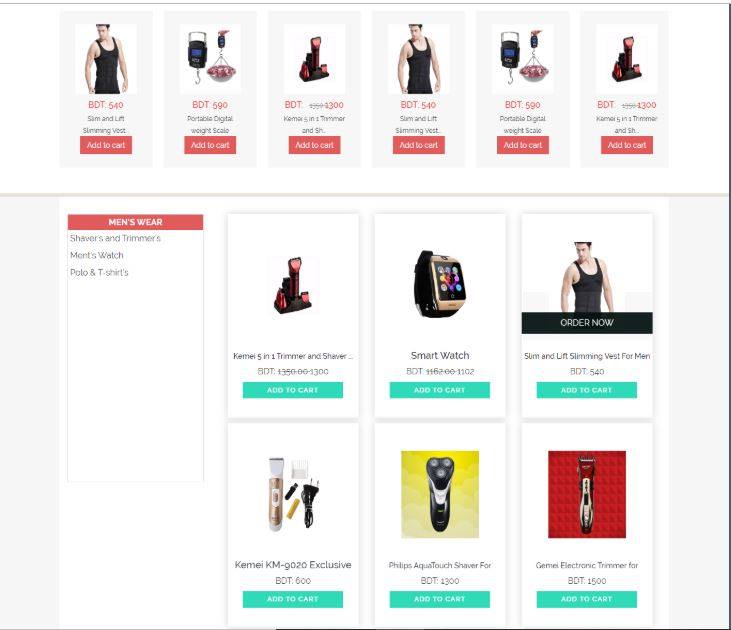 BDT: 540
Slim and Lift
Slimming Vest..
Add to cart
BDT: 590
Portable Digital
weight Scale
Add to cart
BDT: 1350 1300
Kemei 5 in 1 Trimmer
and Sh..
Add to cart
BDT: 540
Slim and Lift
Slimming Vest..
Add to cart
BDT: 590
Portable Digital
weight Scale
Add to cart
BDT: 1350 1300
Kemei 5 in 1 Trimmer
and Sh..
Add to cart
MEN'S WEAR
Shaver's and Trimmer's
Ment's Watch
Polo & T-shirt's
Kemei 5 in 1 Trimmer and Shaver ...
BDT: 1350.00 1300
ADD TO CART
Smart Watch
BDT: 1162.00 1102
ADD TO CART
ORDER NOW
Slim and Lift Slimming Vest For Men
BDT: 540
ADD TO CART
Kemei KM-9020 Exclusive
BDT: 600
ADD TO CART
Philips AquaTouch Shaver For
BDT: 1300
ADD TO CART
Gemei Electronic Trimmer for
BDT: 1500
ADD TO CART